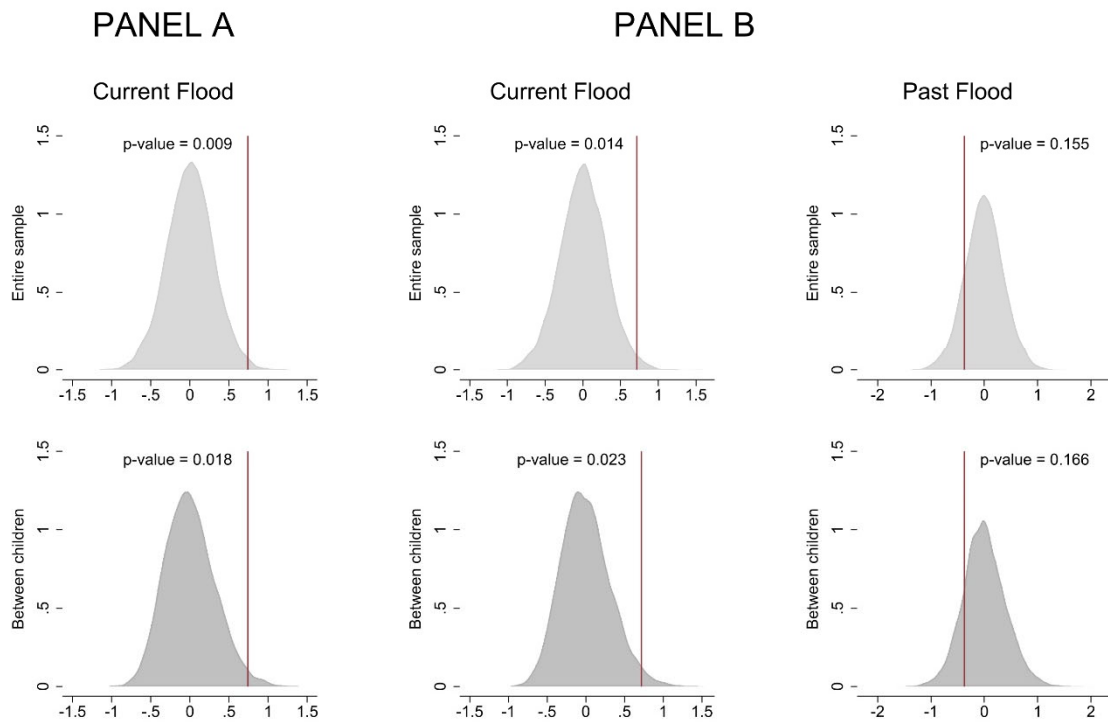 PANEL A
PANEL B
Current Flood
Current Flood
Past Flood
Entire sample
0 .5 1 1.5
p-value = 0.009
-1.5 -1 -.5 0 .5 1 1.5
Entire sample
0 .5 1 1.5
p-value = 0.014
-1.5 -1 -.5 0 .5 1 1.5
Entire sample
0 .5 1 1.5
p-value = 0.155
-2 -1 0 1 2
Between children
0 .5 1 1.5
p-value = 0.018
-1.5 -1 -.5 0 .5 1 1.5
Between children
0 .5 1 1.5
p-value = 0.023
-1.5 -1 -.5 0 .5 1 1.5
Between children
0 .5 1 1.5
p-value = 0.166
-2 -1 0 1 2